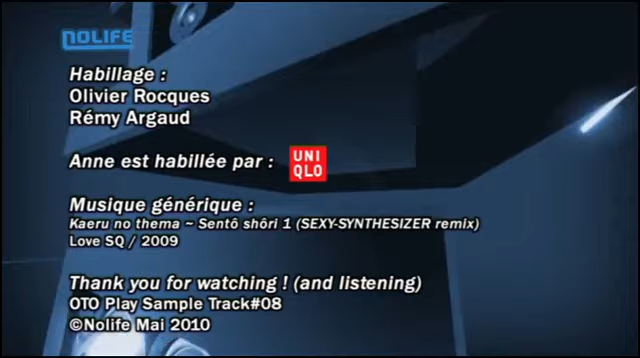 NOLIFE
Habillage :
Olivier Rocques
Rémy Argaud
Anne est habillée par : UNI QLO
Musique générique :
Kaeru no thema ~ Sentô shôri 1 (SEXY-SYNTHESIZER remix)
Love SQ / 2009
Thank you for watching ! (and listening)
OTO Play Sample Track#08
©Nolife Mai 2010